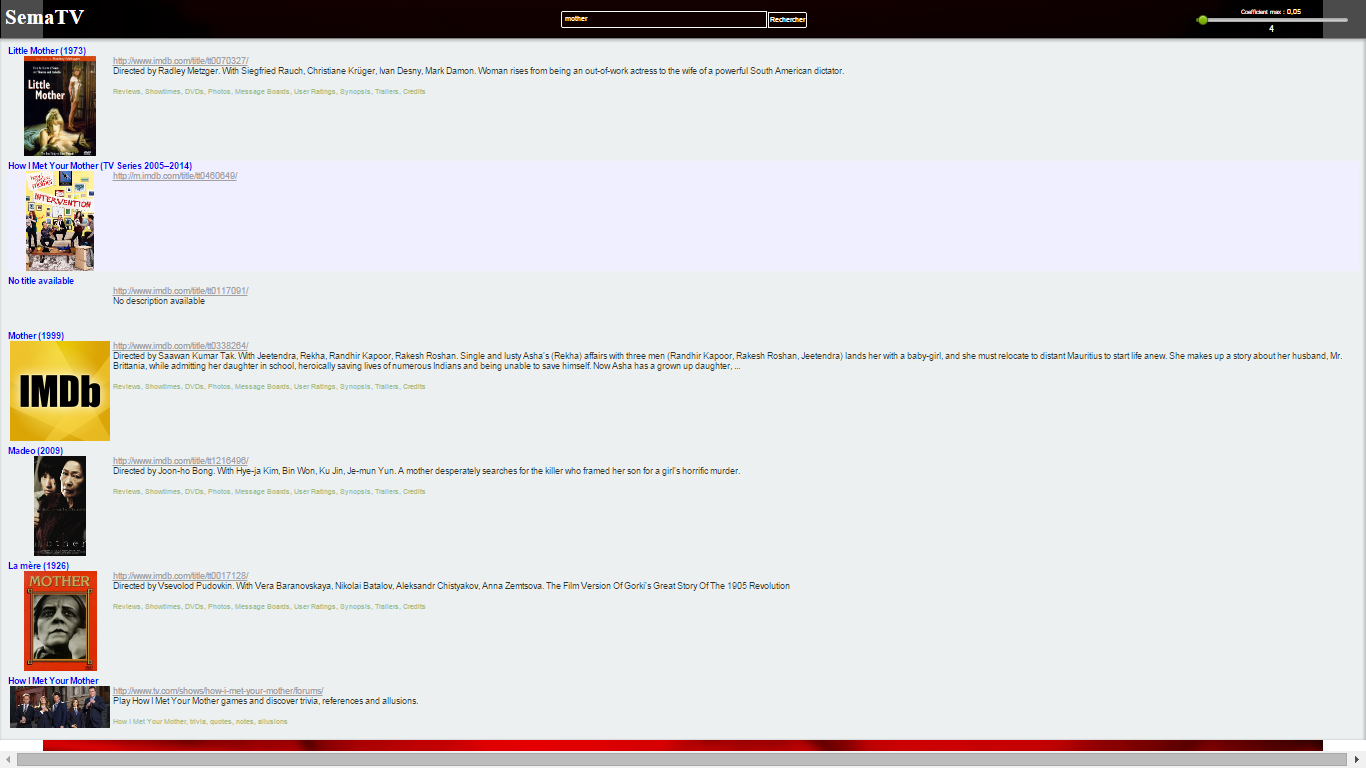 SemaTV
mother
Rechercher
Coefficient max : 0,05
4
Little Mother (1973)
Little
Mother
http://www.imdb.com/title/tt0070327/
Directed by Radley Metzger. With Siegfried Rauch, Christiane Krüger, Ivan Desny, Mark Damon. Woman rises from being an out-of-work actress to the wife of a powerful South American dictator.
Reviews, Showtimes, DVDs, Photos, Message Boards, User Ratings, Synopsis, Trailers, Credits
How I Met Your Mother (TV Series 2005–2014)
INTERVENTION
http://m.imdb.com/title/tt0460649/
No title available
http://www.imdb.com/title/tt0117091/
No description available
Mother (1999)
IMDb
http://www.imdb.com/title/tt0338264/
Directed by Saawan Kumar Tak. With Jeetendra, Rekha, Randhir Kapoor, Rakesh Roshan. Single and lusty Asha's (Rekha) affairs with three men (Randhir Kapoor, Rakesh Roshan, Jeetendra) lands her with a baby-girl, and she must relocate to distant Mauritius to start life anew. She makes up a story about her husband, Mr.
Brittania, while admitting her daughter in school, heroically saving lives of numerous Indians and being unable to save himself. Now Asha has a grown up daughter, ...
Reviews, Showtimes, DVDs, Photos, Message Boards, User Ratings, Synopsis, Trailers, Credits
Madeo (2009)
mother
http://www.imdb.com/title/tt1216496/
Directed by Joon-ho Bong. With Hye-ja Kim, Bin Won, Ku Jin, Je-mun Yun. A mother desperately searches for the killer who framed her son for a girl's horrific murder.
Reviews, Showtimes, DVDs, Photos, Message Boards, User Ratings, Synopsis, Trailers, Credits
La mère (1926)
MOTHER
http://www.imdb.com/title/tt0017128/
Directed by Vsevolod Pudovkin. With Vera Baranovskaya, Nikolai Batalov, Aleksandr Chistyakov, Anna Zemtsova. The Film Version Of Gorki's Great Story Of The 1905 Revolution
Reviews, Showtimes, DVDs, Photos, Message Boards, User Ratings, Synopsis, Trailers, Credits
How I Met Your Mother
http://www.tv.com/shows/how-i-met-your-mother/forums/
Play How I Met Your Mother games and discover trivia, references and allusions.
How I Met Your Mother, trivia, quotes, notes, allusions